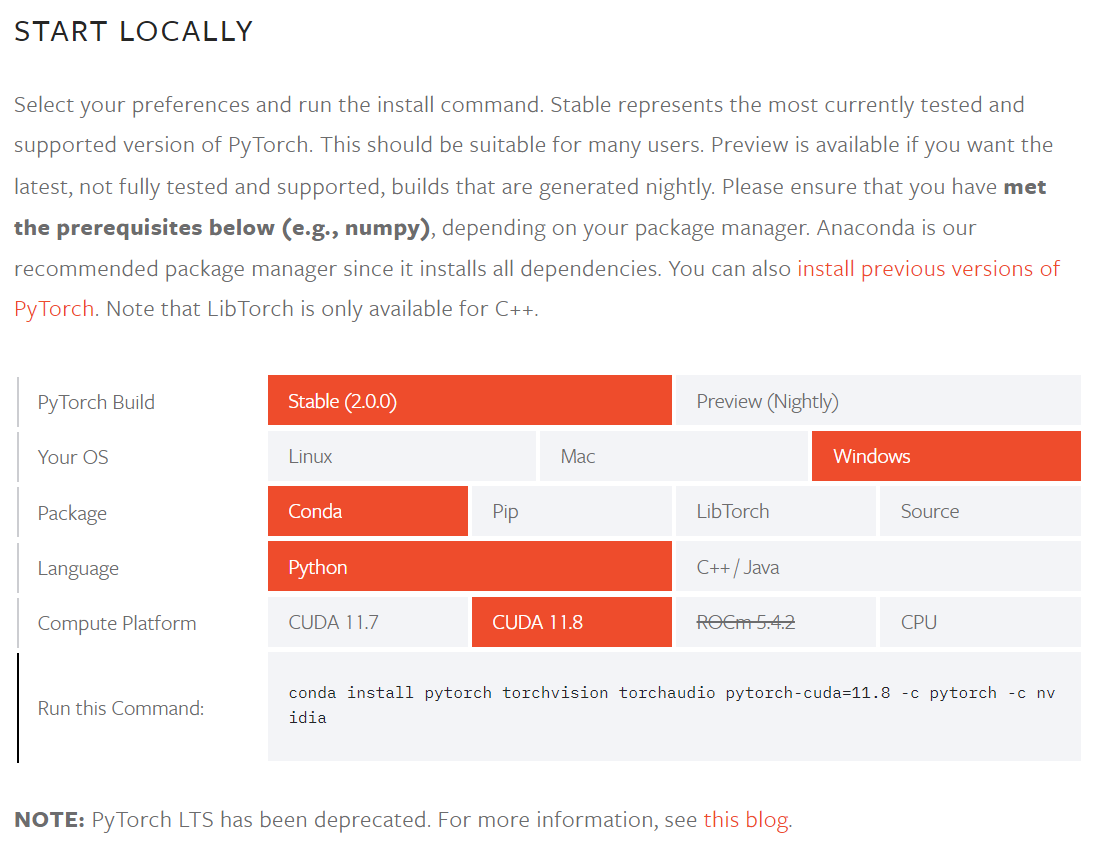 START LOCALLY
Select your preferences and run the install command. Stable represents the most currently tested and
supported version of PyTorch. This should be suitable for many users. Preview is available if you want the
latest, not fully tested and supported, builds that are generated nightly. Please ensure that you have met
the prerequisites below (e.g., numpy), depending on your package manager. Anaconda is our
recommended package manager since it installs all dependencies. You can also install previous versions of
PyTorch. Note that LibTorch is only available for C++.
PyTorch Build Stable (2.0.0) Preview (Nightly)
Your OS Linux Mac Windows
Package Conda Pip LibTorch Source
Language Python C++ / Java
Compute Platform CUDA 11.7 CUDA 11.8 ROCm 5.4.2 CPU
Run this Command: conda install pytorch torchvision torchaudio pytorch-cuda=11.8 -c pytorch -c nv
idia
NOTE: PyTorch LTS has been deprecated. For more information, see this blog.